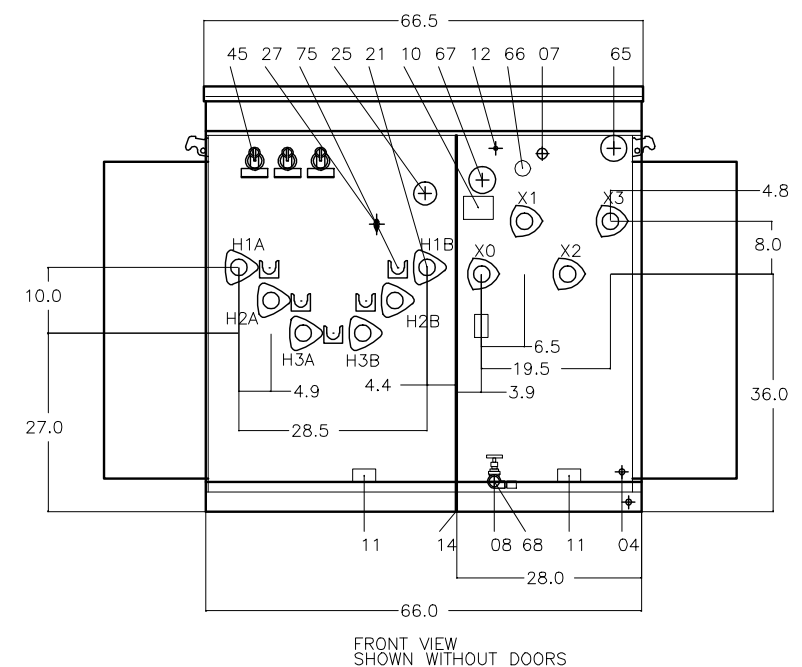 66.5
45 27 75 25 21 10 67 12 66 07 65
X1 X3 4.8
H1A H1B X0 X2 8.0
10.0
H2A H2B
H3A H3B 6.5
19.5
4.9 4.4 3.9 36.0
27.0 28.5
11 14 08 68 11 04
28.0
66.0
FRONT VIEW
SHOWN WITHOUT DOORS